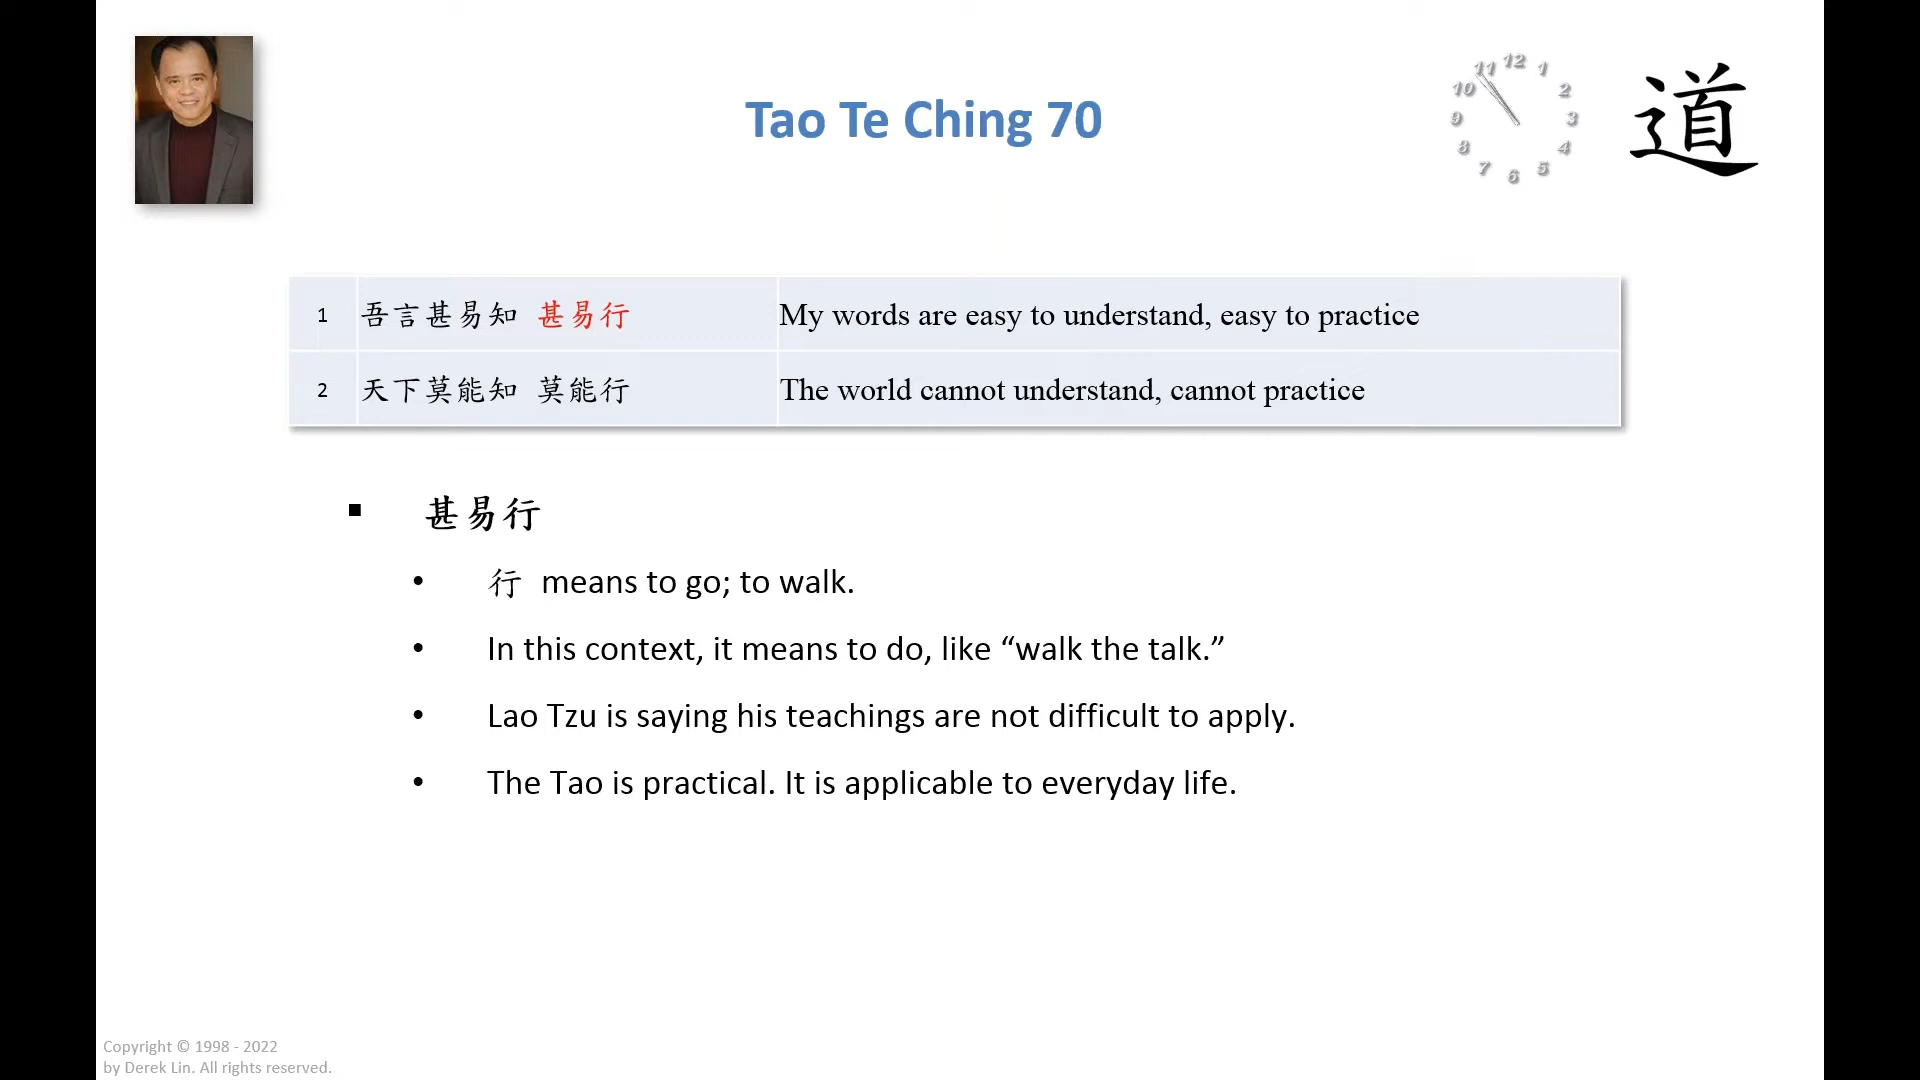 Tao Te Ching 70
12
1
2
3
4
5
6
7
8
9
10
11
道
1 吾言甚易知 甚易行 My words are easy to understand, easy to practice
2 天下莫能知 莫能行 The world cannot understand, cannot practice
▪ 甚易行
• 行 means to go; to walk.
• In this context, it means to do, like “walk the talk.”
• Lao Tzu is saying his teachings are not difficult to apply.
• The Tao is practical. It is applicable to everyday life.
Copyright © 1998 - 2022
by Derek Lin. All rights reserved.